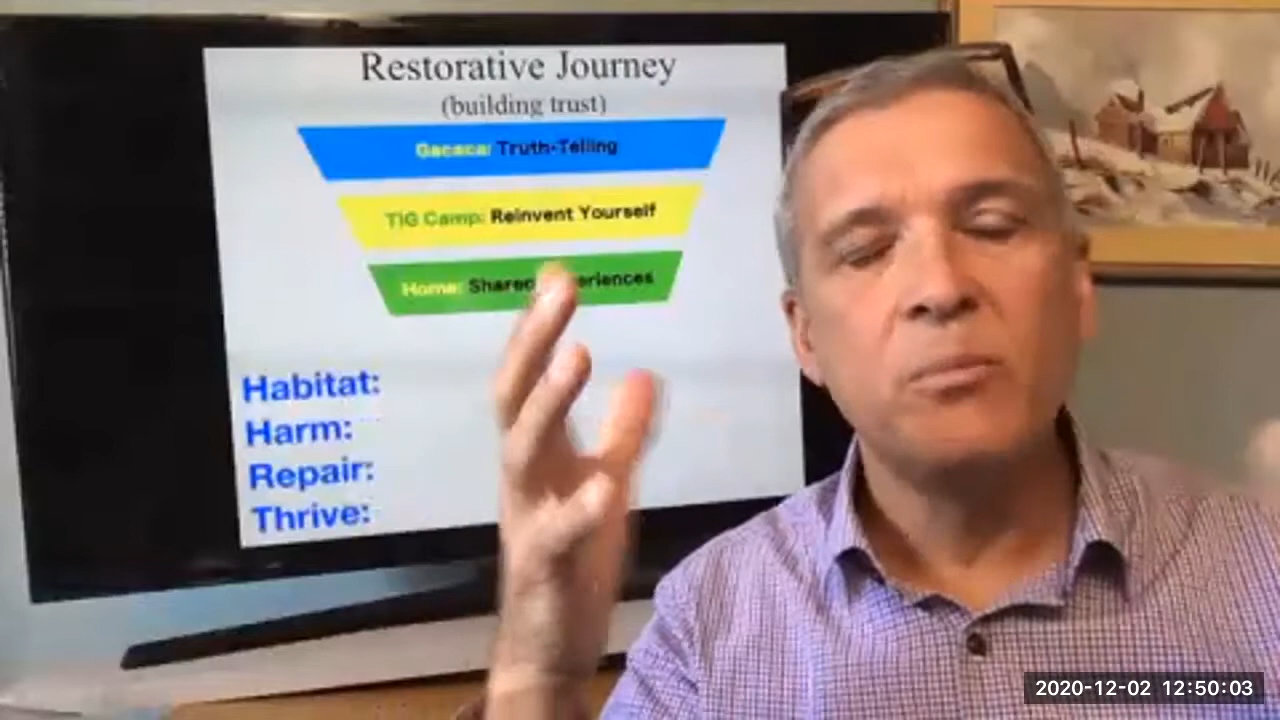 Restorative Journey
(building trust)
Gacaca: Truth-Telling
TIG Camp: Reinvent Yourself
Home: Shared
Habitat:
Harm:
Repair:
Thrive:
2020-12-02 12:50:03